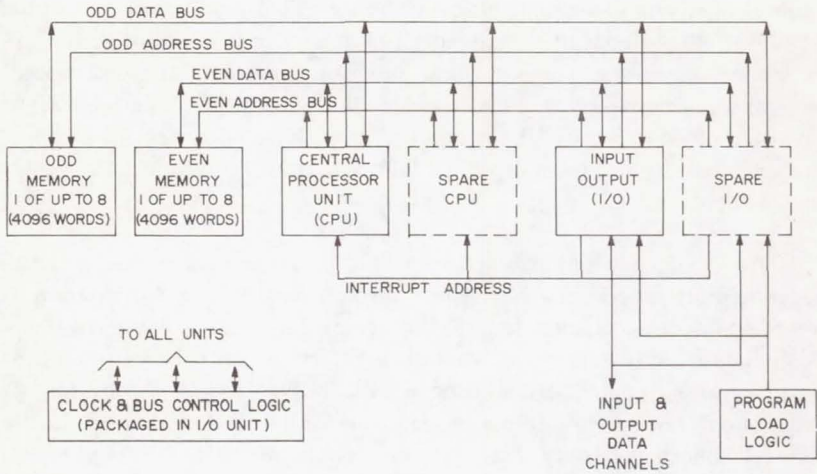 ODD DATA BUS
ODD ADDRESS BUS
EVEN DATA BUS
EVEN ADDRESS BUS
ODD
MEMORY
1 OF UP TO 8
(4096 WORDS)
EVEN
MEMORY
1 OF UP TO 8
(4096 WORDS)
CENTRAL
PROCESSOR
UNIT
(CPU)
SPARE
CPU
INPUT
OUTPUT
(I/O)
SPARE
I/O
INTERRUPT ADDRESS
TO ALL UNITS
CLOCK & BUS CONTROL LOGIC
(PACKAGED IN I/O UNIT)
INPUT &
OUTPUT
DATA
CHANNELS
PROGRAM
LOAD
LOGIC